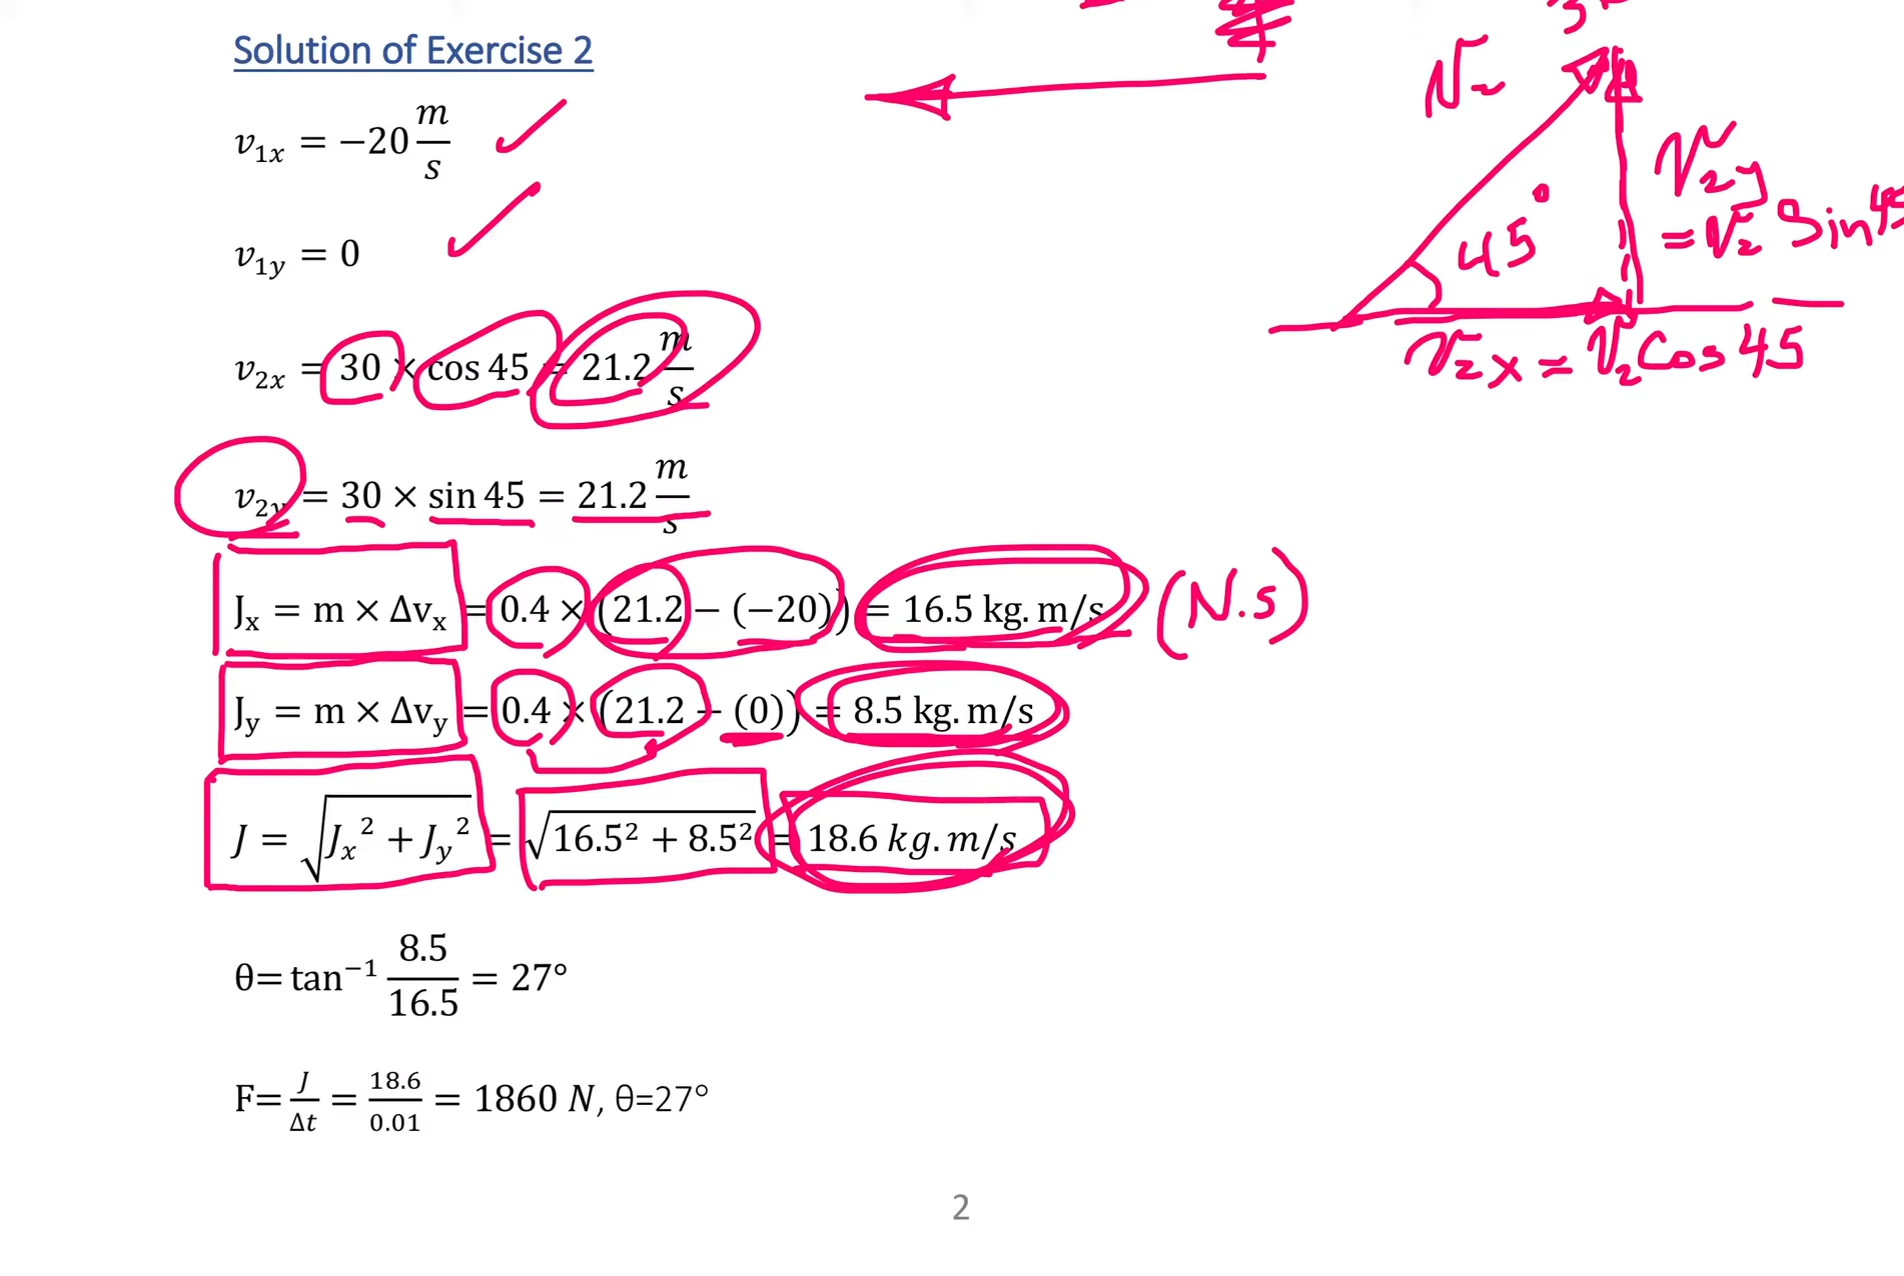 Solution of Exercise 2
v₁ₓ = −20 m/s
v₁y = 0
v₂ₓ = 30 × cos 45 = 21.2 m/s
v₂y = 30 × sin 45 = 21.2 m/s
Jₓ = m × Δvₓ = 0.4 × (21.2 − (−20)) = 16.5 kg. m/s (N.s)
Jy = m × Δvy = 0.4 × (21.2 − (0)) = 8.5 kg. m/s
J = √(Jₓ² + Jy²) = √(16.5² + 8.5²) = 18.6 kg. m/s
θ= tan⁻¹ 8.5/16.5 = 27°
F= J/Δt = 18.6/0.01 = 1860 N, θ=27°
2
v₂
45°
v₂y
= v₂ Sin 45
v₂x = v₂ Cos 45